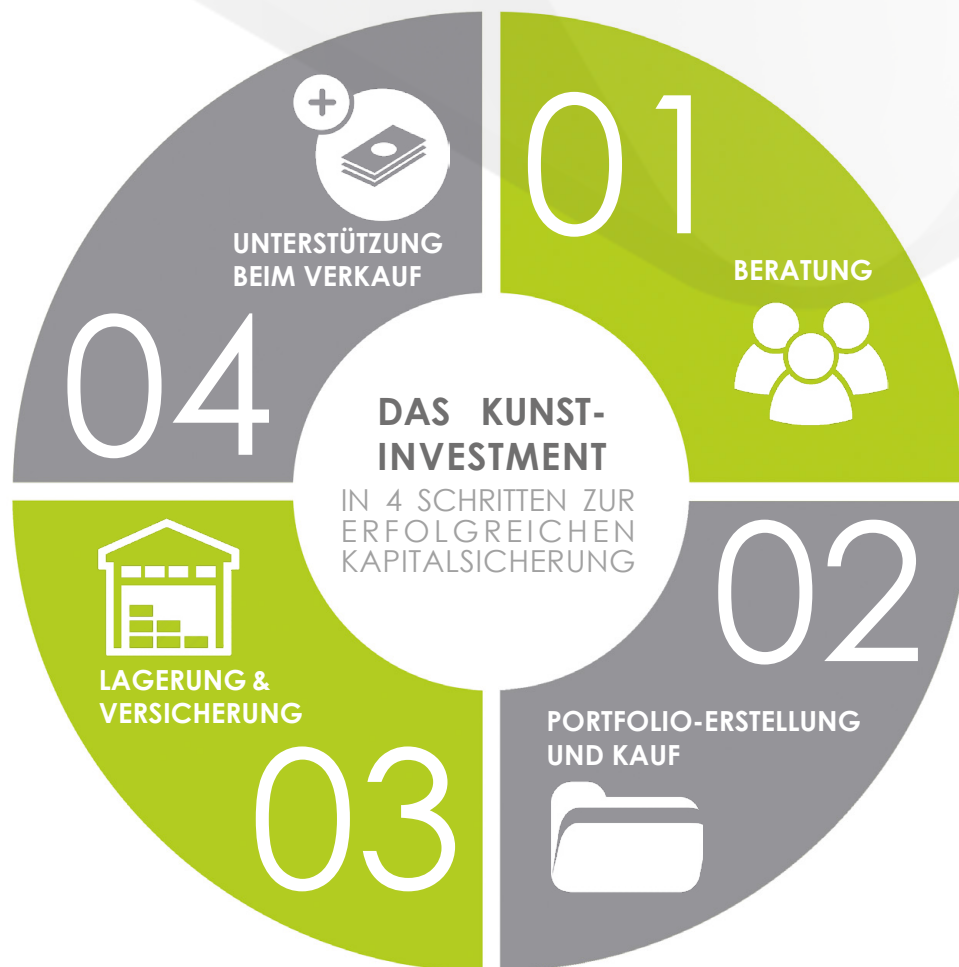 DAS KUNST-
INVESTMENT
IN 4 SCHRITTEN ZUR
ERFOLGREICHEN
KAPITALSICHERUNG
01
BERATUNG
02
PORTFOLIO-ERSTELLUNG
UND KAUF
LAGERUNG &
VERSICHERUNG
03
UNTERSTÜTZUNG
BEIM VERKAUF
04